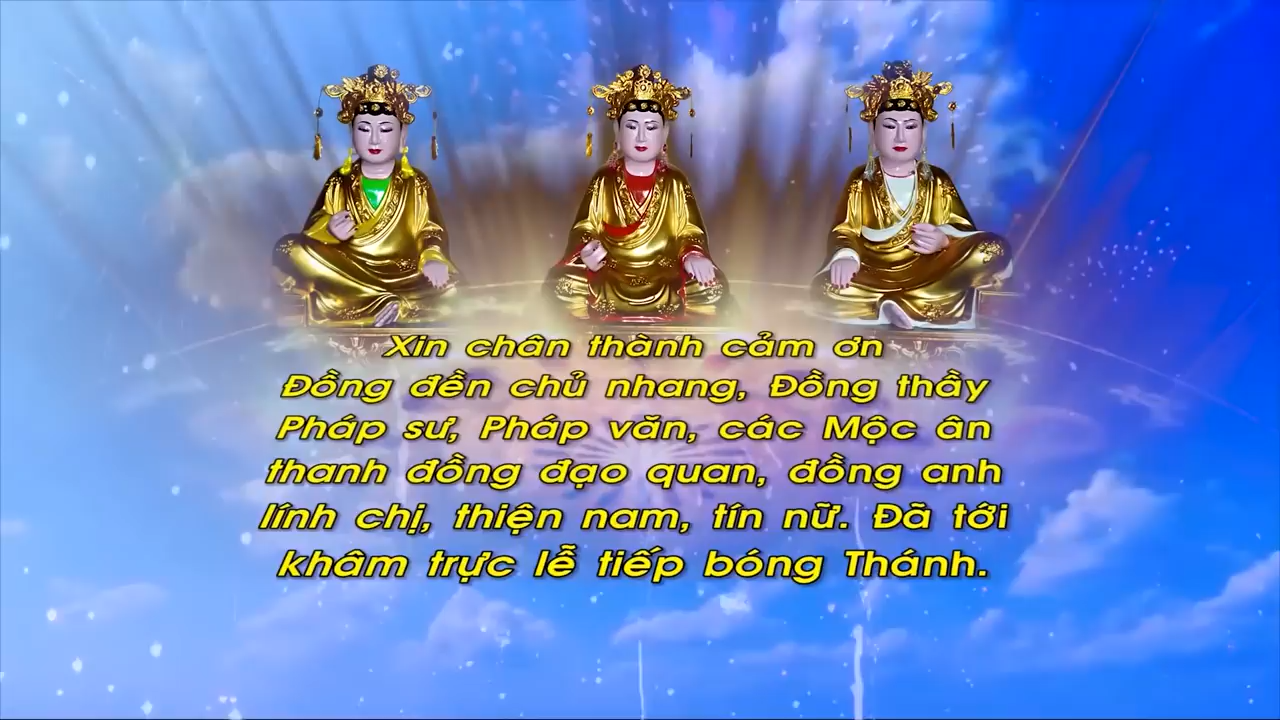 Xin chân thành cảm ơn
Đồng đền chủ nhang, Đồng thầy
Pháp sư, Pháp văn, các Mộc ân
thanh đồng đạo quan, đồng anh
lính chị, thiện nam, tín nữ. Đã tới
khâm trực lễ tiếp bóng Thánh.